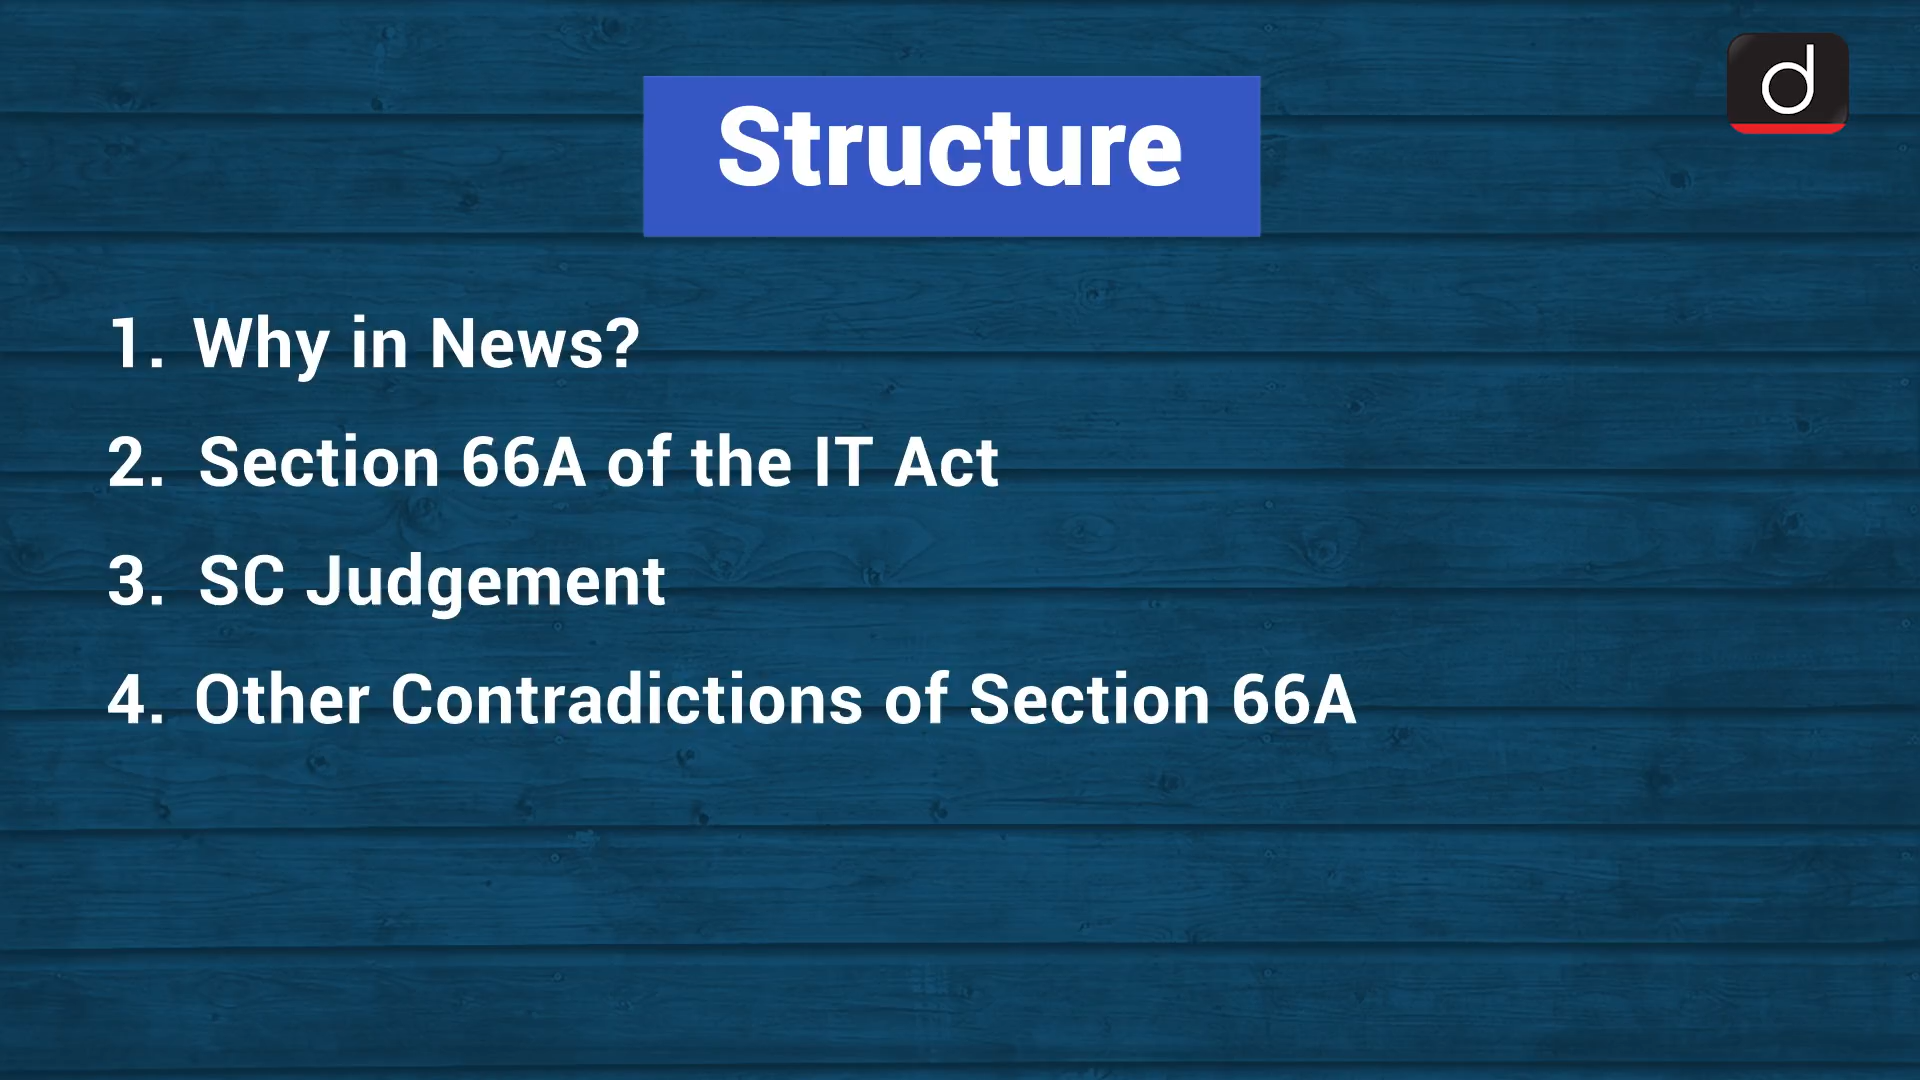 d
Structure
1. Why in News?
2. Section 66A of the IT Act
3. SC Judgement
4. Other Contradictions of Section 66A